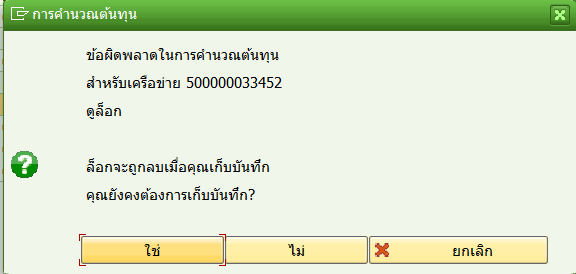 การคำนวณต้นทุน
ข้อผิดพลาดในการคำนวณต้นทุน
สำหรับเครือข่าย 500000033452
ดูล็อก
ล็อกจะถูกลบเมื่อคุณเก็บบันทึก
คุณยังคงต้องการเก็บบันทึก?
ใช่
ไม่
ยกเลิก